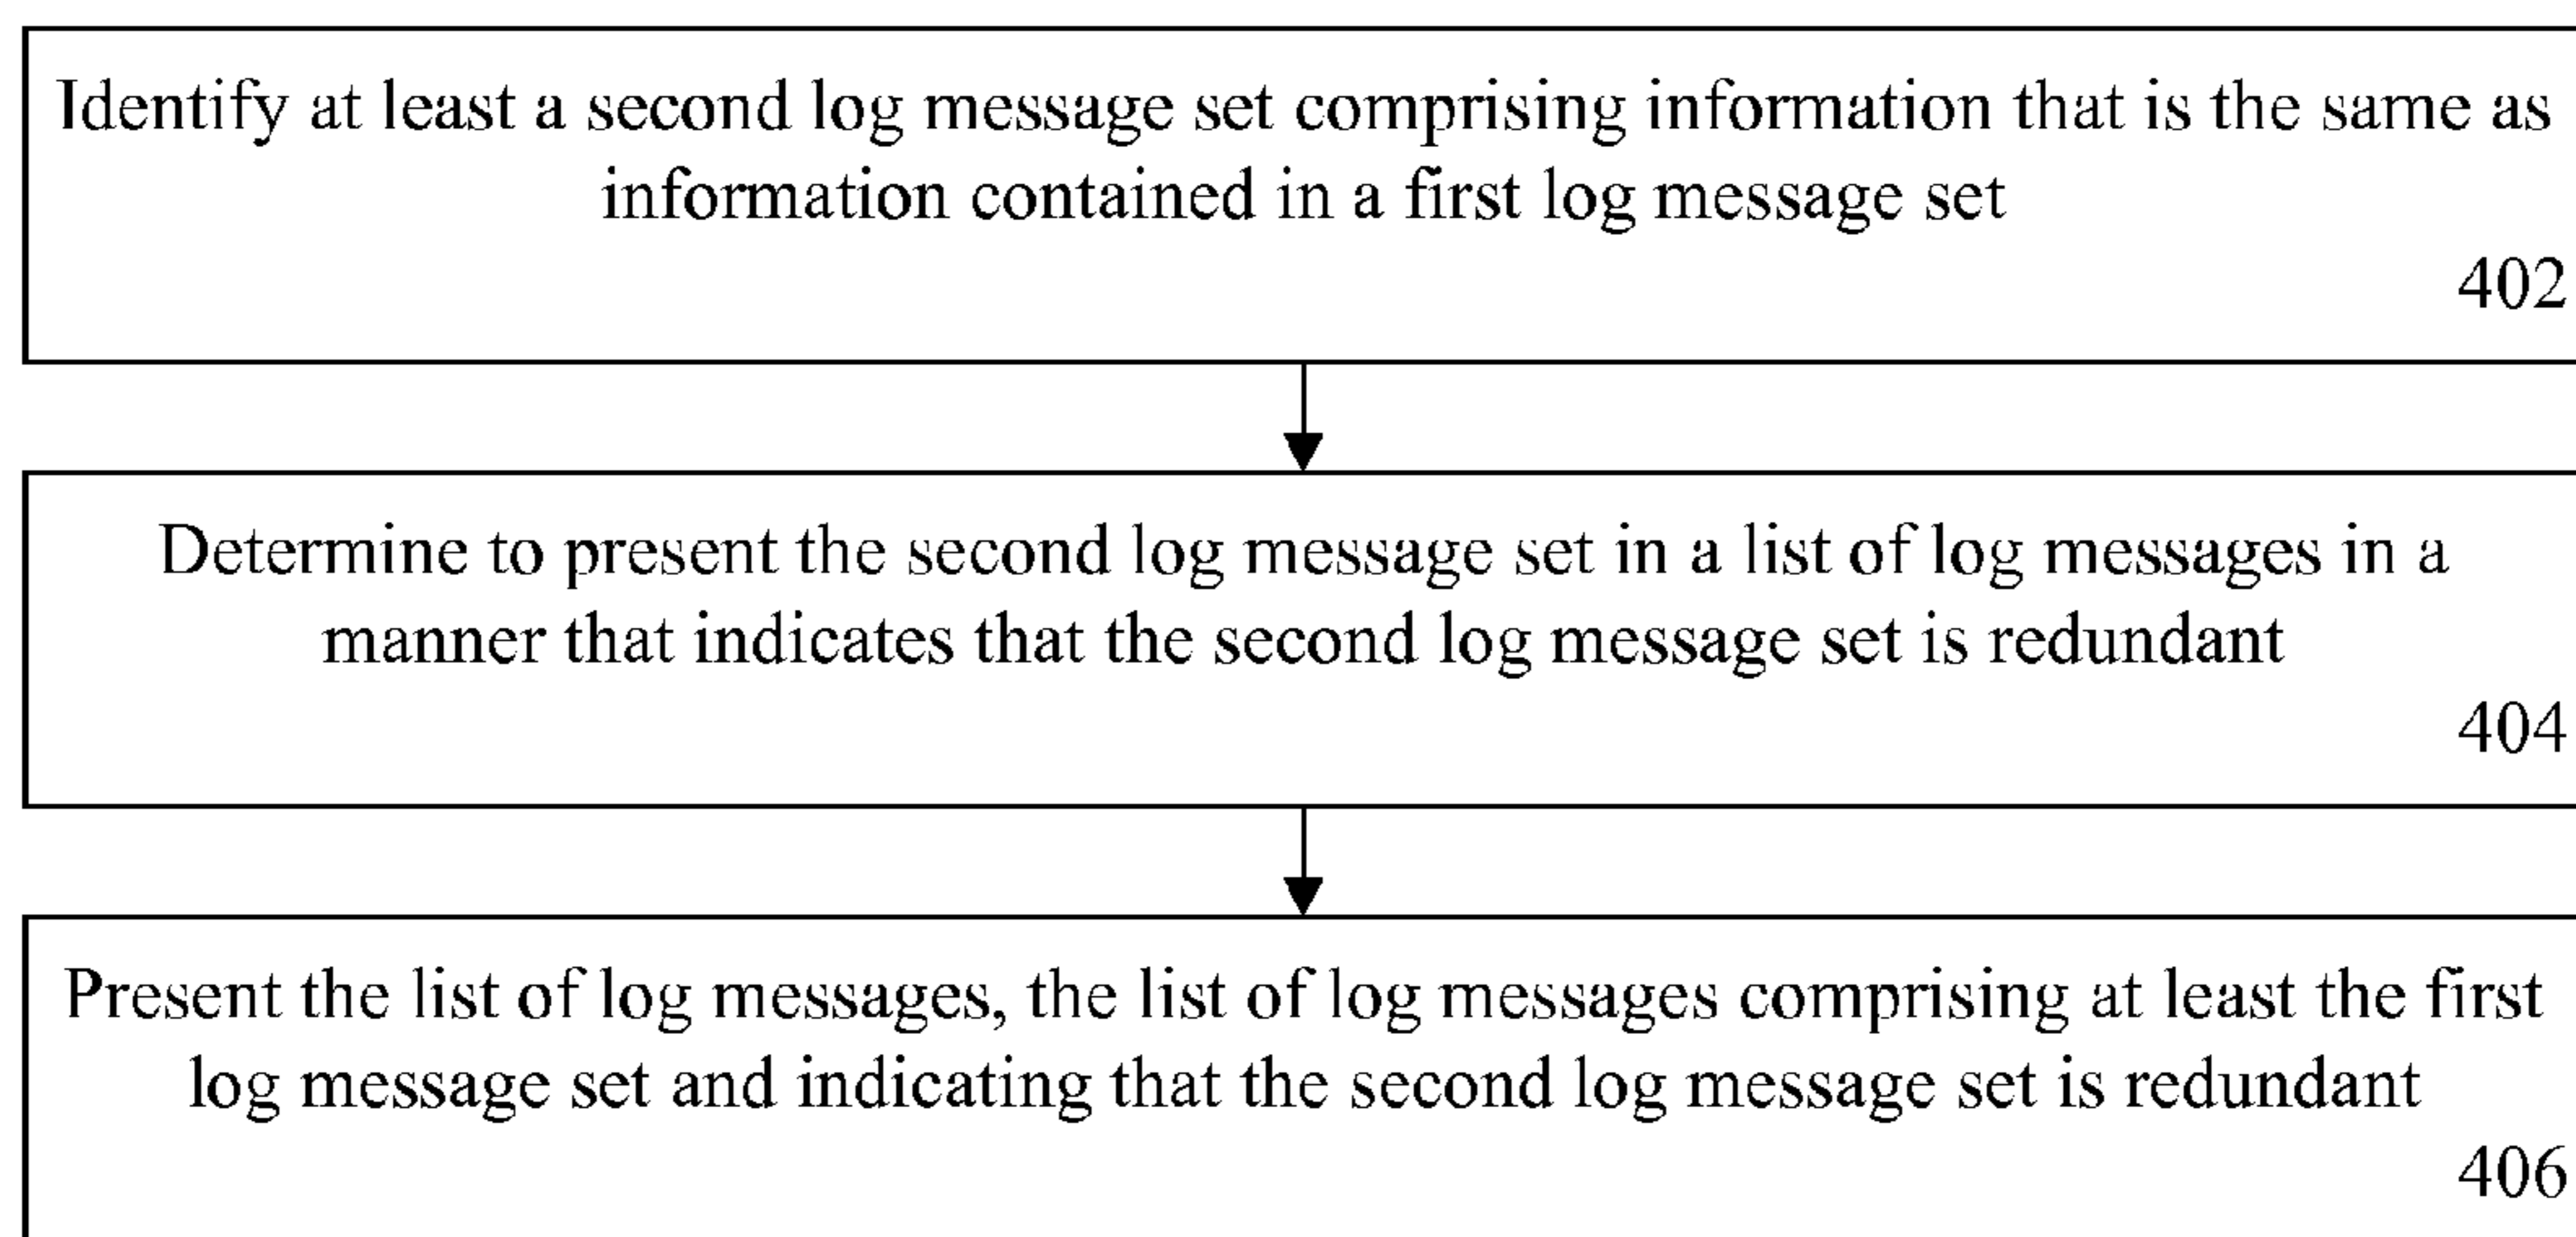 Identify at least a second log message set comprising information that is the same as
information contained in a first log message set
402
Determine to present the second log message set in a list of log messages in a
manner that indicates that the second log message set is redundant
404
Present the list of log messages, the list of log messages comprising at least the first
log message set and indicating that the second log message set is redundant
406